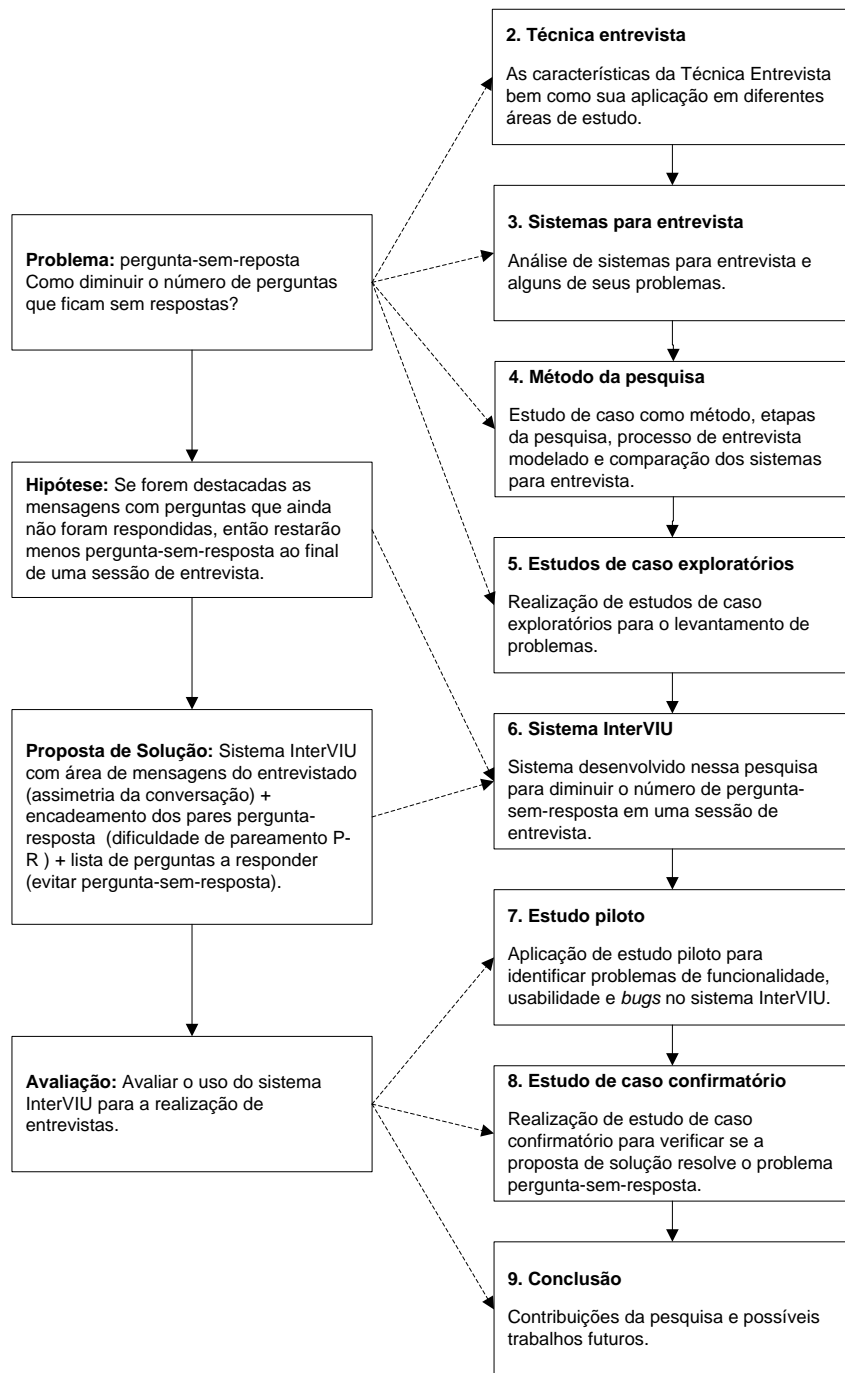 2. Técnica entrevista
As características da Técnica Entrevista
bem como sua aplicação em diferentes
áreas de estudo.
3. Sistemas para entrevista
Análise de sistemas para entrevista e
alguns de seus problemas.
Problema: pergunta-sem-reposta
Como diminuir o número de perguntas
que ficam sem respostas?
4. Método da pesquisa
Estudo de caso como método, etapas
da pesquisa, processo de entrevista
modelado e comparação dos sistemas
para entrevista.
Hipótese: Se forem destacadas as
mensagens com perguntas que ainda
não foram respondidas, então restarão
menos pergunta-sem-resposta ao final
de uma sessão de entrevista.
5. Estudos de caso exploratórios
Realização de estudos de caso
exploratórios para o levantamento de
problemas.
Proposta de Solução: Sistema InterVIU
com área de mensagens do entrevistado
(assimetria da conversação) +
encadeamento dos pares pergunta-
resposta (dificuldade de pareamento P-
R ) + lista de perguntas a responder
(evitar pergunta-sem-resposta).
6. Sistema InterVIU
Sistema desenvolvido nessa pesquisa
para diminuir o número de pergunta-
sem-resposta em uma sessão de
entrevista.
7. Estudo piloto
Aplicação de estudo piloto para
identificar problemas de funcionalidade,
usabilidade e bugs no sistema InterVIU.
Avaliação: Avaliar o uso do sistema
InterVIU para a realização de
entrevistas.
8. Estudo de caso confirmatório
Realização de estudo de caso
confirmatório para verificar se a
proposta de solução resolve o problema
pergunta-sem-resposta.
9. Conclusão
Contribuições da pesquisa e possíveis
trabalhos futuros.